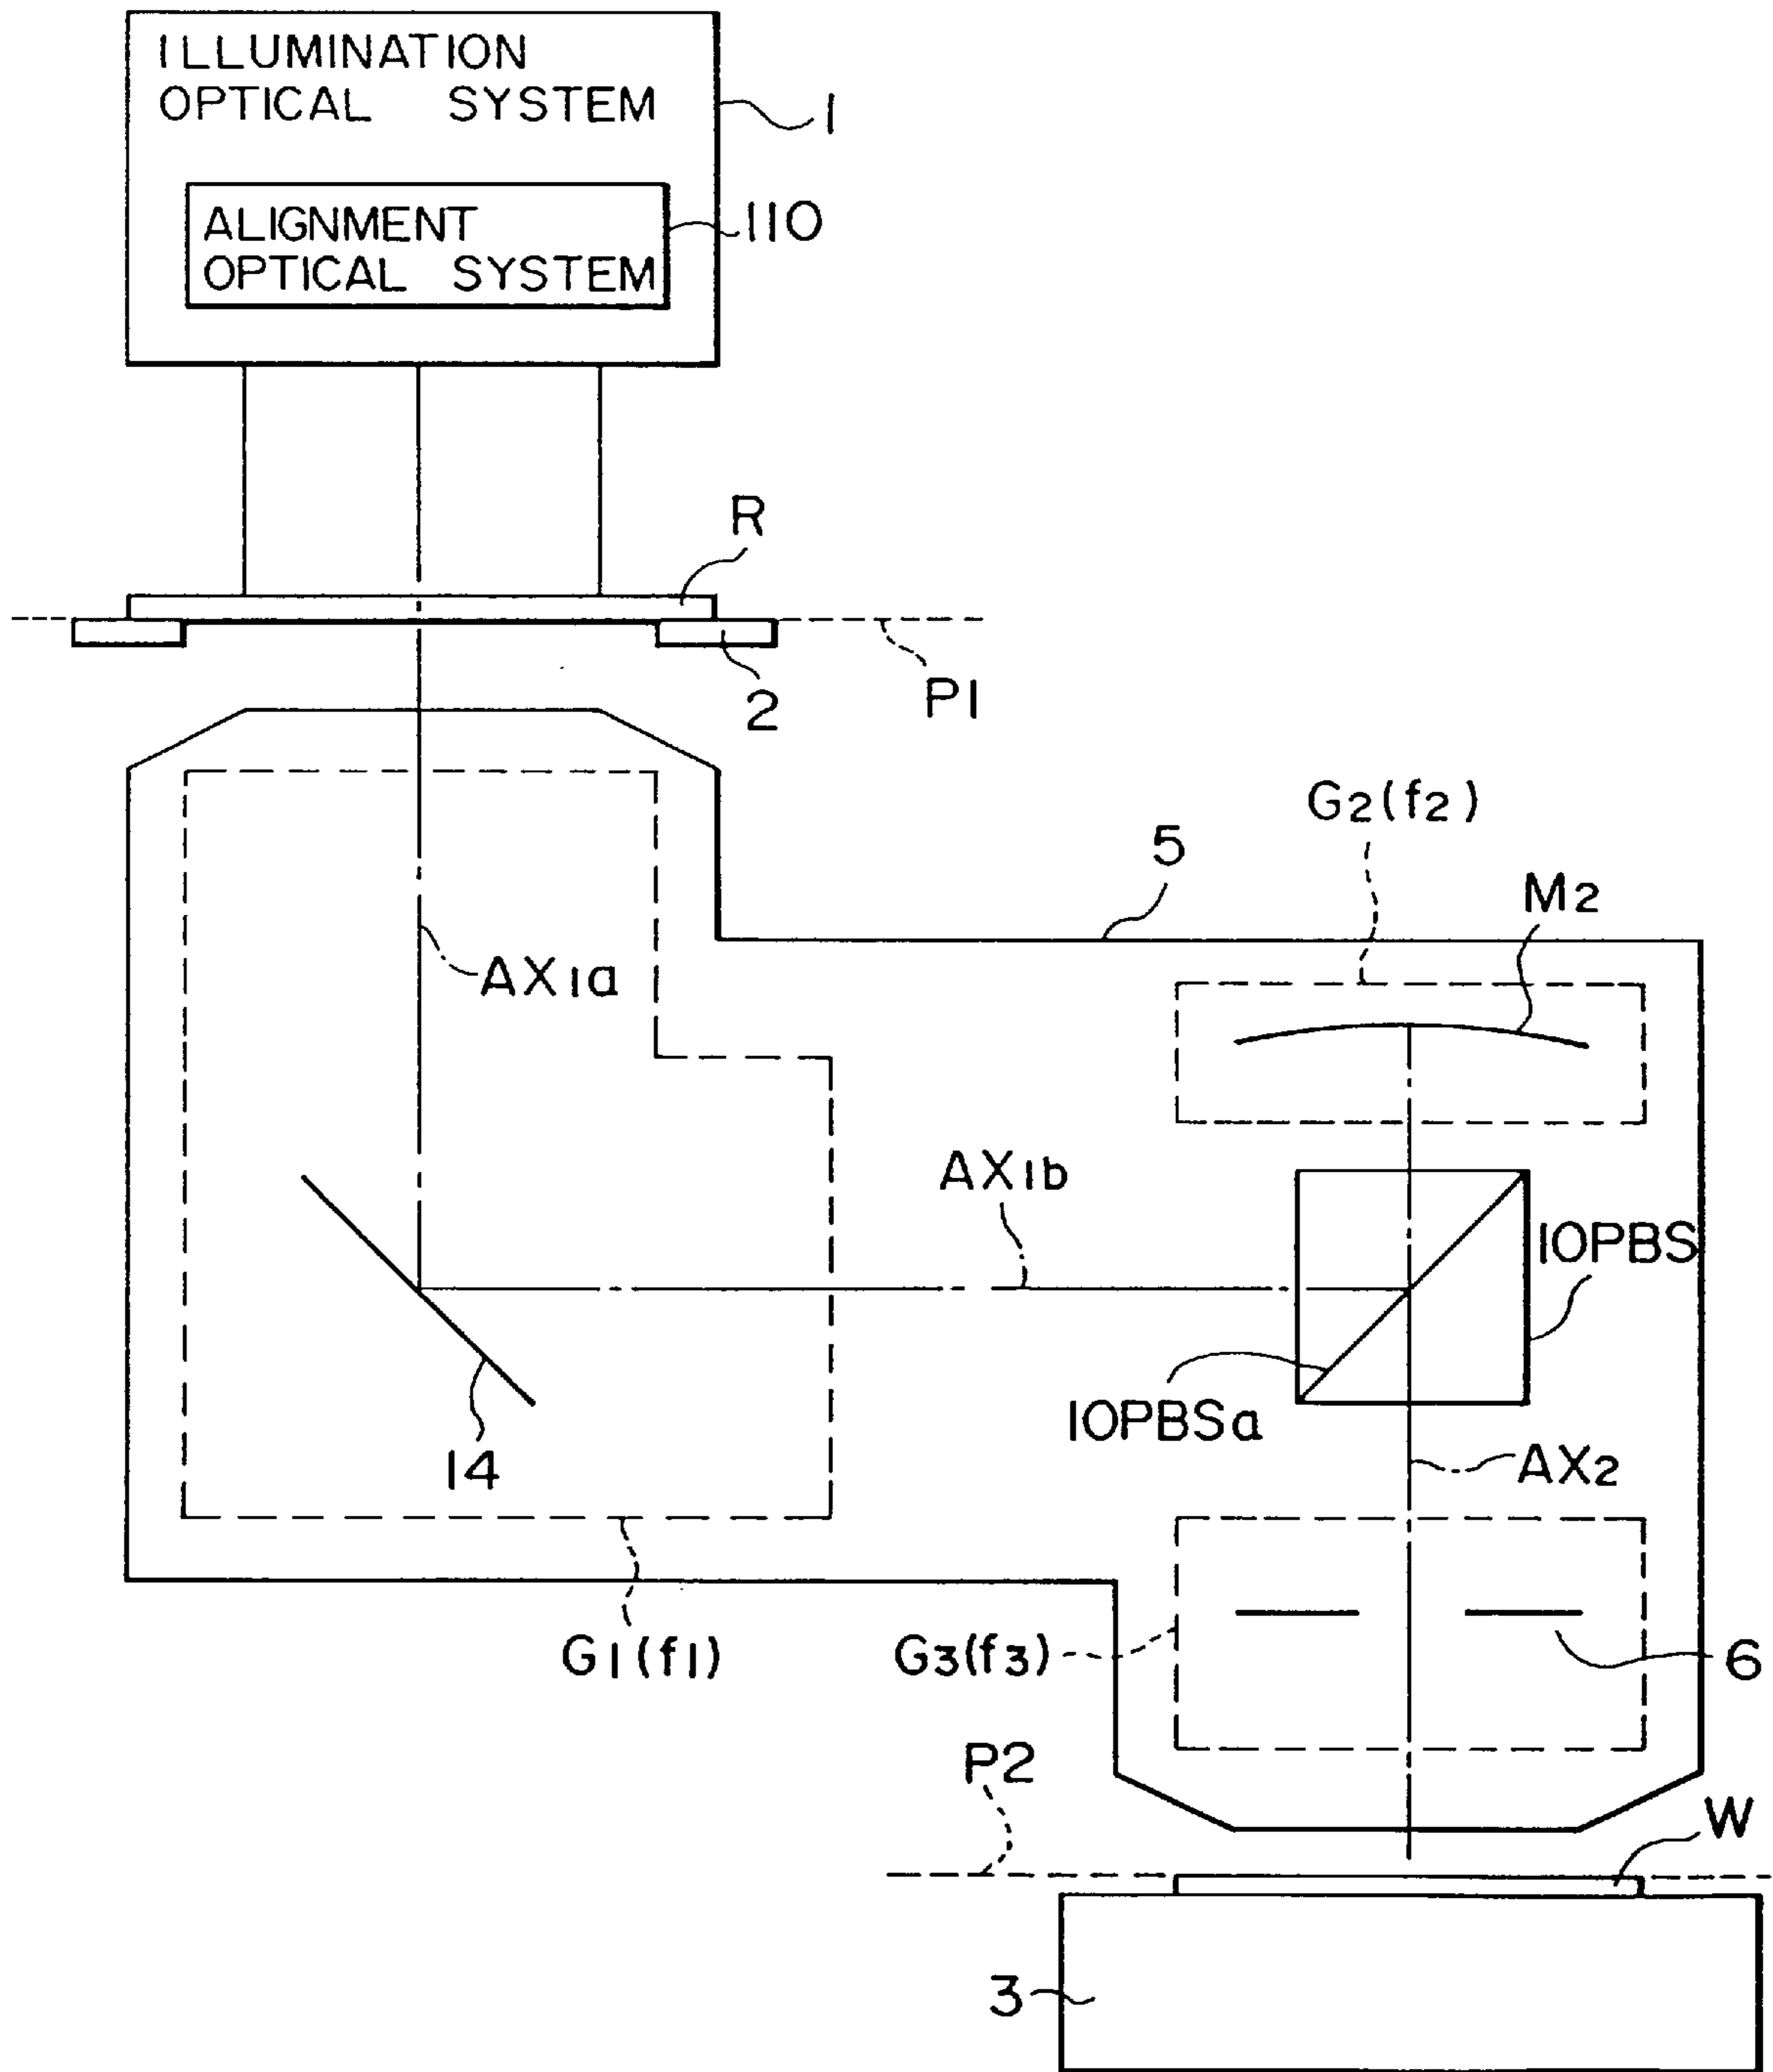 ILLUMINATION
OPTICAL SYSTEM
1
ALIGNMENT
OPTICAL SYSTEM
110
R
2
P1
G2(f2)
5
M2
AX1a
AX1b
10PBS
10PBSa
14
AX2
G1(f1)
G3(f3)
6
P2
W
3